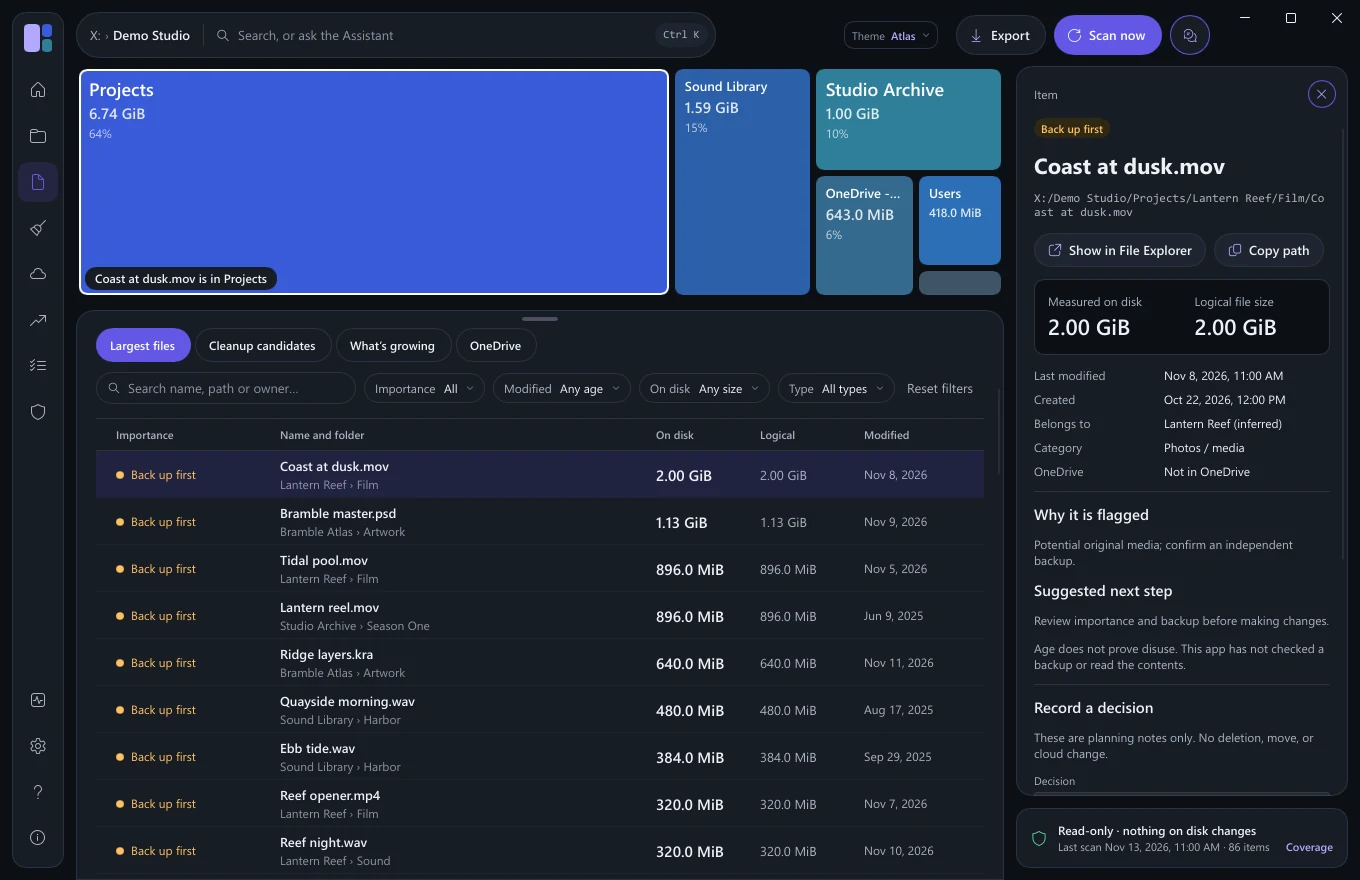 X: › Demo Studio
Search, or ask the Assistant
Ctrl K
Theme Atlas
Export
Scan now
Projects
6.74 GiB
64%
Coast at dusk.mov is in Projects
Sound Library
1.59 GiB
15%
Studio Archive
1.00 GiB
10%
OneDrive -...
643.0 MiB
6%
Users
418.0 MiB
Largest files
Cleanup candidates
What's growing
OneDrive
Search name, path or owner...
Importance All
Modified Any age
On disk Any size
Type All types
Reset filters
Importance Name and folder On disk Logical Modified
Back up first Coast at dusk.mov 2.00 GiB 2.00 GiB Nov 8, 2026
Lantern Reef › Film
Back up first Bramble master.psd 1.13 GiB 1.13 GiB Nov 9, 2026
Bramble Atlas › Artwork
Back up first Tidal pool.mov 896.0 MiB 896.0 MiB Nov 5, 2026
Lantern Reef › Film
Back up first Lantern reel.mov 896.0 MiB 896.0 MiB Jun 9, 2025
Studio Archive › Season One
Back up first Ridge layers.kra 640.0 MiB 640.0 MiB Nov 11, 2026
Bramble Atlas › Artwork
Back up first Quayside morning.wav 480.0 MiB 480.0 MiB Aug 17, 2025
Sound Library › Harbor
Back up first Ebb tide.wav 384.0 MiB 384.0 MiB Sep 29, 2025
Sound Library › Harbor
Back up first Reef opener.mp4 320.0 MiB 320.0 MiB Nov 7, 2026
Lantern Reef › Film
Back up first Reef night.wav 320.0 MiB 320.0 MiB Nov 10, 2026
Lantern Reef › Sound
Item
Back up first
Coast at dusk.mov
X:/Demo Studio/Projects/Lantern Reef/Film/Co
ast at dusk.mov
Show in File Explorer
Copy path
Measured on disk Logical file size
2.00 GiB 2.00 GiB
Last modified Nov 8, 2026, 11:00 AM
Created Oct 22, 2026, 12:00 PM
Belongs to Lantern Reef (inferred)
Category Photos / media
OneDrive Not in OneDrive
Why it is flagged
Potential original media; confirm an independent
backup.
Suggested next step
Review importance and backup before making changes.
Age does not prove disuse. This app has not checked a
backup or read the contents.
Record a decision
These are planning notes only. No deletion, move, or
cloud change.
Decision
Read-only · nothing on disk changes
Last scan Nov 13, 2026, 11:00 AM · 86 items Coverage